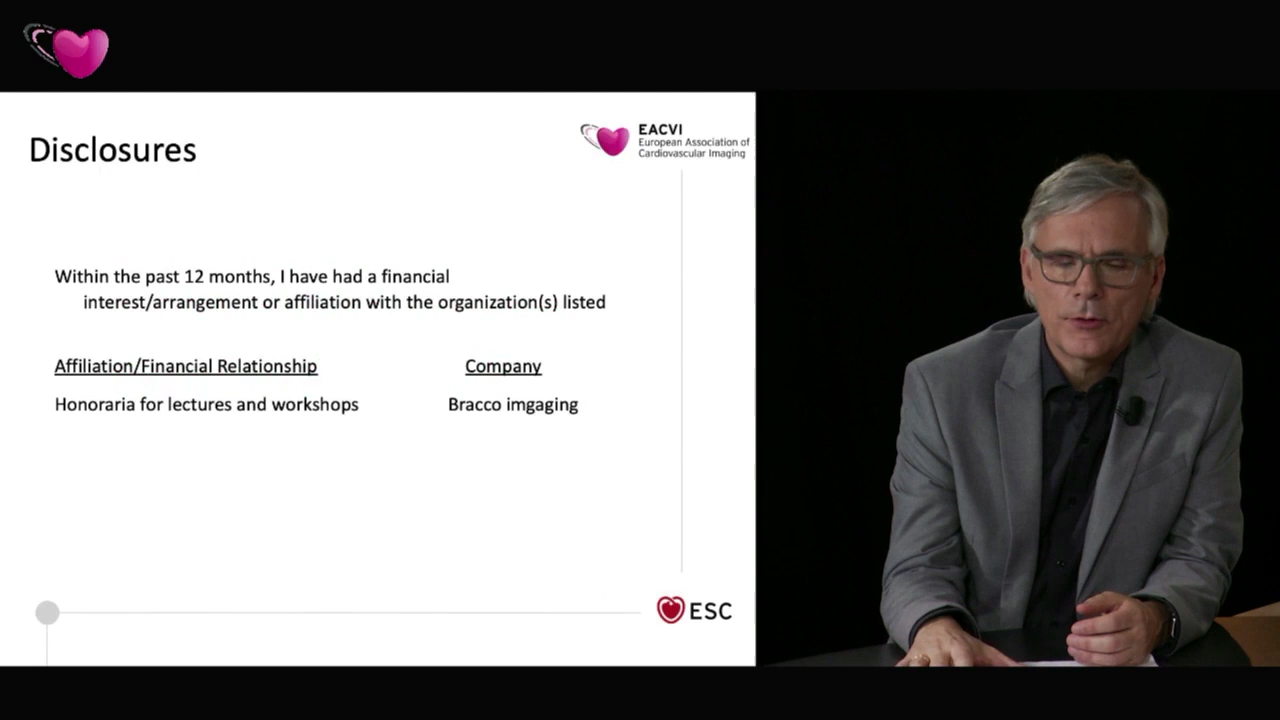 Disclosures
EACVI
European Association of
Cardiovascular Imaging
Within the past 12 months, I have had a financial
interest/arrangement or affiliation with the organization(s) listed
Affiliation/Financial Relationship Company
Honoraria for lectures and workshops Bracco imgaging
ESC